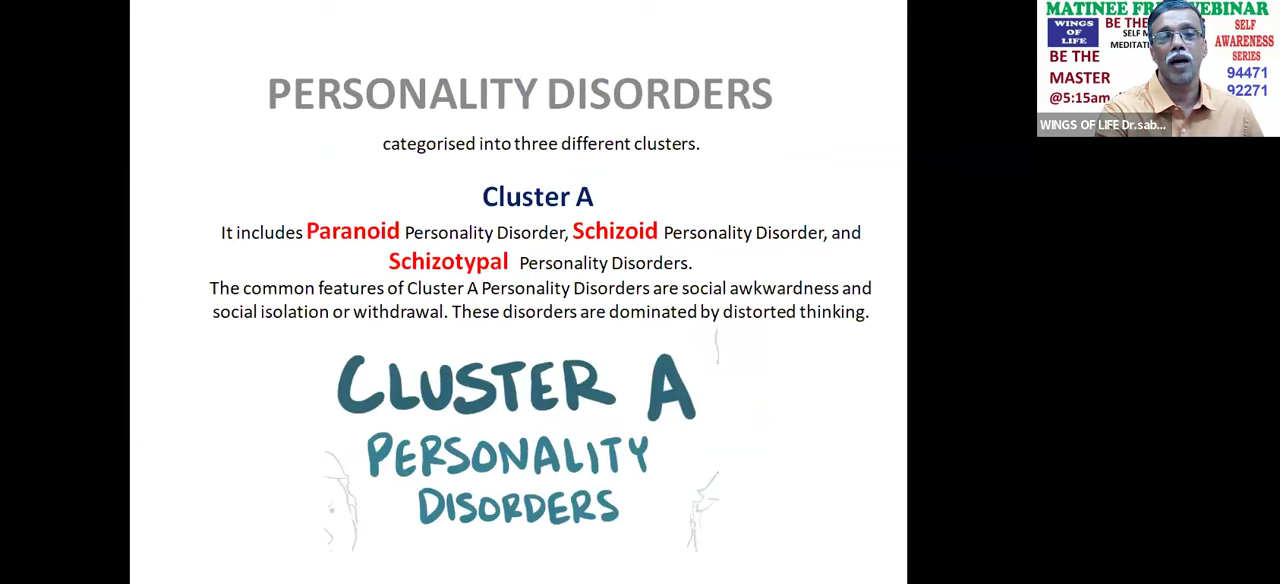 PERSONALITY DISORDERS
categorised into three different clusters.
Cluster A
It includes Paranoid Personality Disorder, Schizoid Personality Disorder, and
Schizotypal Personality Disorders.
The common features of Cluster A Personality Disorders are social awkwardness and
social isolation or withdrawal. These disorders are dominated by distorted thinking.
CLUSTER A
PERSONALITY
DISORDERS
MATINEE WEBINAR
WINGS
OF
LIFE
BE THE
SELF
MEDITATI
BE THE
MASTER
@5:15am
SELF
AWARENESS
SERIES
94471
92271
WINGS OF LIFE Dr.sab...